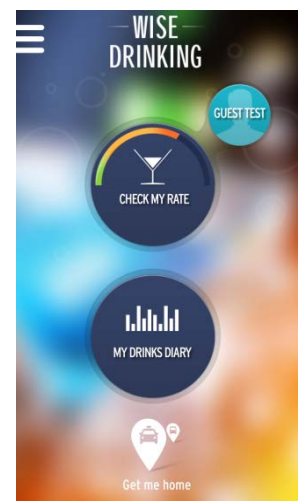 WISE
DRINKING
GUEST TEST
CHECK MY RATE
MY DRINKS DIARY
Get me home